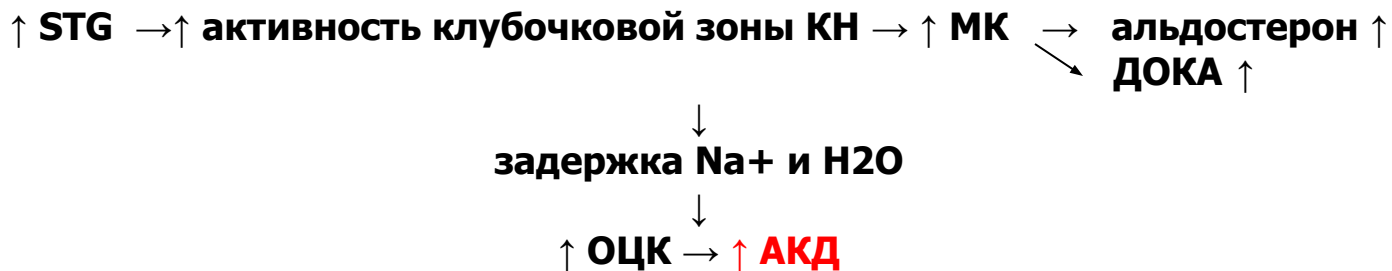 ↑ STG →↑ активность клубочковой зоны КН → ↑ МК → альдостерон ↑
↘ ДОКА ↑
↓
задержка Na+ и H2O
↓
↑ ОЦК → ↑ АКД